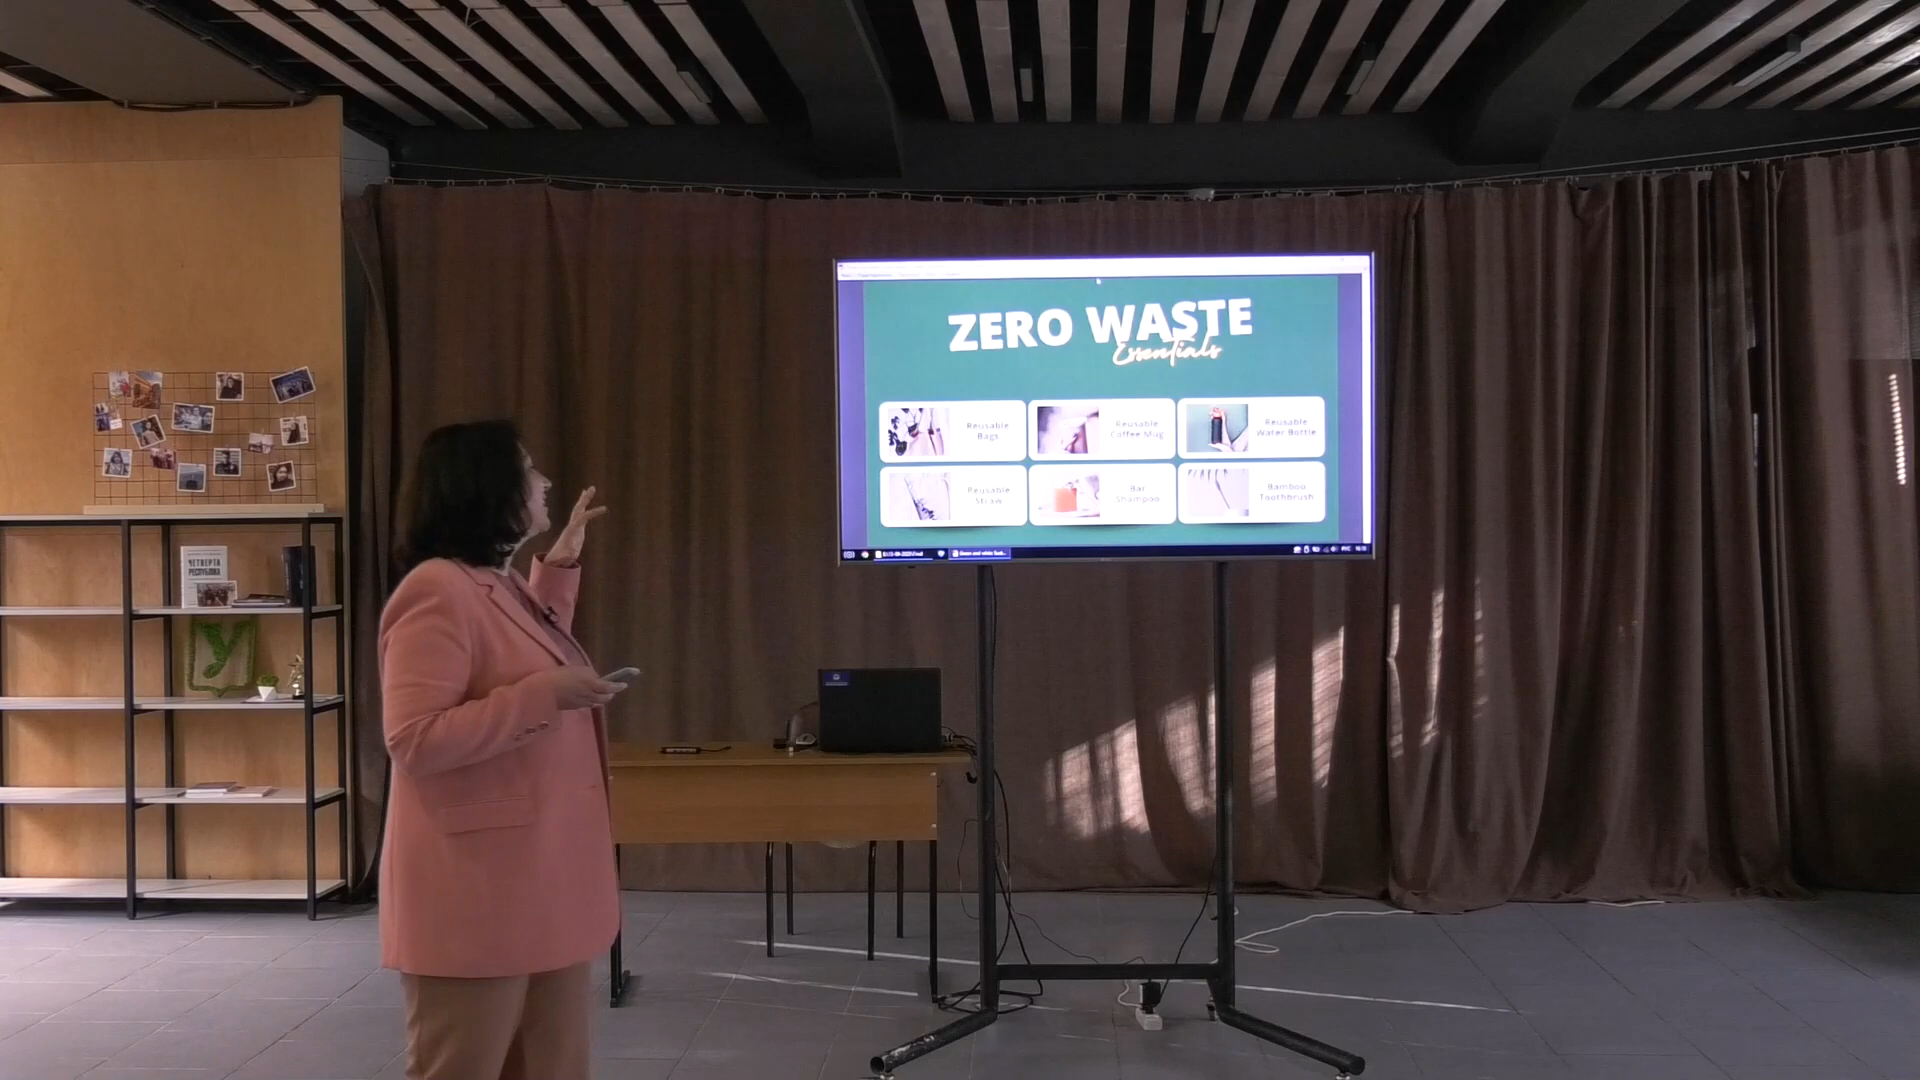 ZERO WASTE
Essentials
Reusable
Bags
Reusable
Coffee Mug
Reusable
Water Bottle
Reusable
Straw
Bar
Shampoo
Bamboo
Toothbrush
ЧЕТВЕРТА
РЕСПУБЛІКА
У